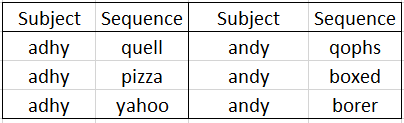 Subject Sequence Subject Sequence
adhy quell andy qophs
adhy pizza andy boxed
adhy yahoo andy borer